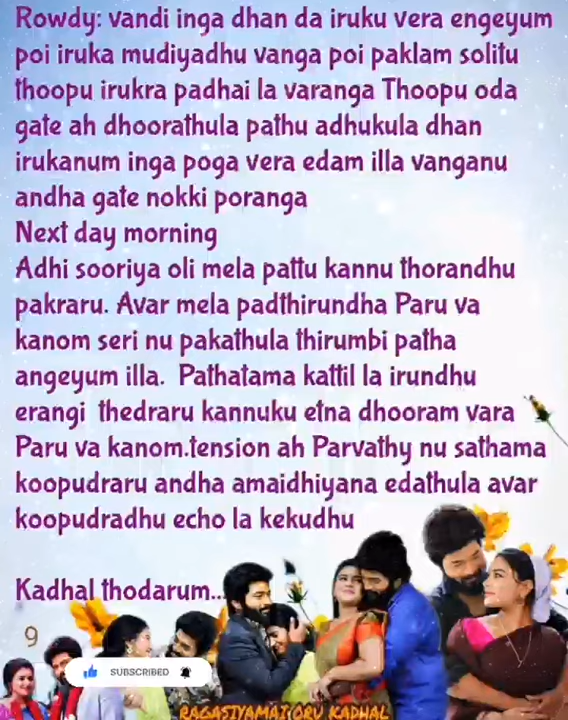 Rowdy: vandi inga dhan da iruku vera engeyum
poi iruka mudiyadhu vanga poi paklam solitu
thoopu irukra padhai la varanga Thoopu oda
gate ah dhoorathula pathu adhukula dhan
irukanum inga poga vera edam illa vanganu
andha gate nokki poranga
Next day morning
Adhi sooriya oli mela pattu kannu thorandhu
pakraru. Avar mela padthirundha Paru va
kanom seri nu pakathula thirumbi patha
angeyum illa. Pathatama kattil la irundhu
erangi thedraru kannuku etna dhooram vara
Paru va kanom.tension ah Parvathy nu sathama
koopudraru andha amaidhiyana edathula avar
koopudradhu echo la kekudhu
Kadhal thodarum...
9
SUBSCRIBED
RAGASIYAMAI ORU KADHAL